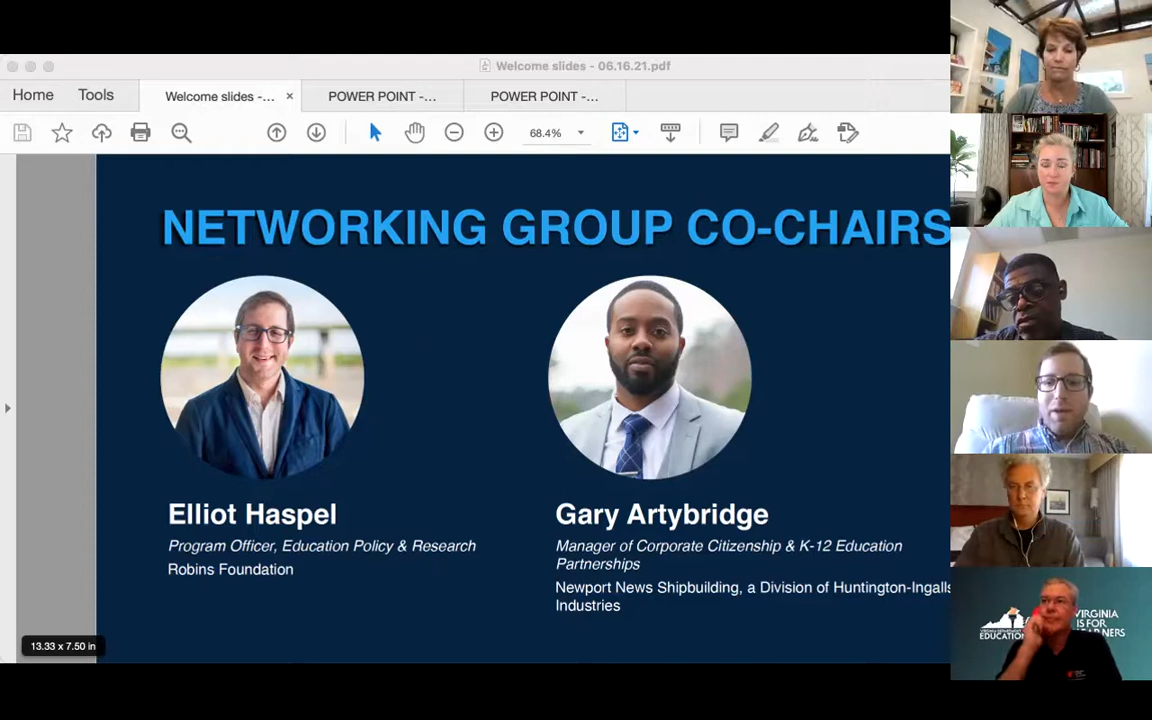 Welcome slides - 06.16.21.pdf
Home Tools Welcome slides -... × POWER POINT -... POWER POINT -...
68.4%
NETWORKING GROUP CO-CHAIRS
Elliot Haspel
Program Officer, Education Policy & Research
Robins Foundation
Gary Artybridge
Manager of Corporate Citizenship & K-12 Education
Partnerships
Newport News Shipbuilding, a Division of Huntington-Ingalls
Industries
13.33 x 7.50 in
EDUCATION
VIRGINIA
IS FOR